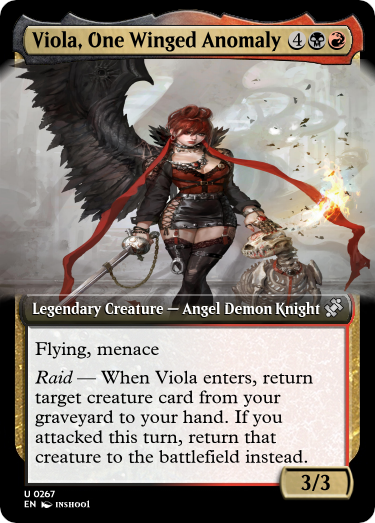 Viola, One Winged Anomaly 4
Legendary Creature — Angel Demon Knight
Flying, menace
Raid — When Viola enters, return
target creature card from your
graveyard to your hand. If you
attacked this turn, return that
creature to the battlefield instead.
3/3
U 0267
EN INSHOOL